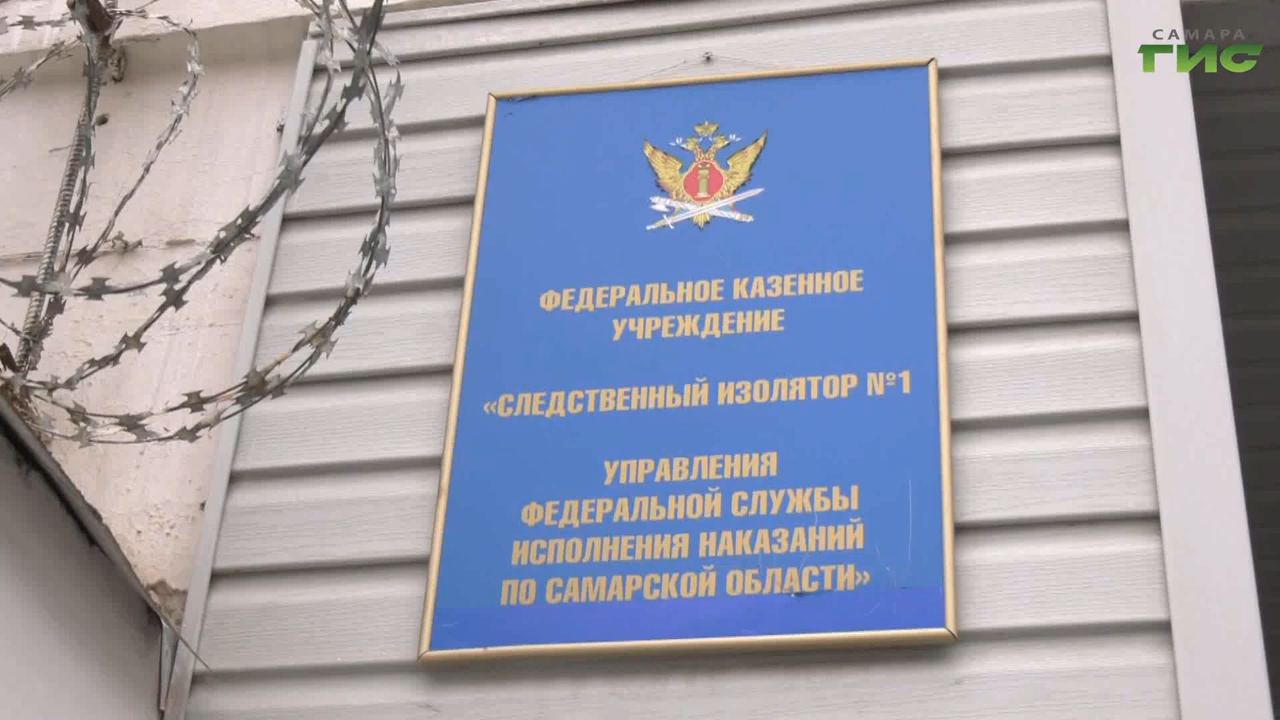 САМАРА
ГИС
ФЕДЕРАЛЬНОЕ КАЗЕННОЕ
УЧРЕЖДЕНИЕ
«СЛЕДСТВЕННЫЙ ИЗОЛЯТОР №1
УПРАВЛЕНИЯ
ФЕДЕРАЛЬНОЙ СЛУЖБЫ
ИСПОЛНЕНИЯ НАКАЗАНИЙ
ПО САМАРСКОЙ ОБЛАСТИ»